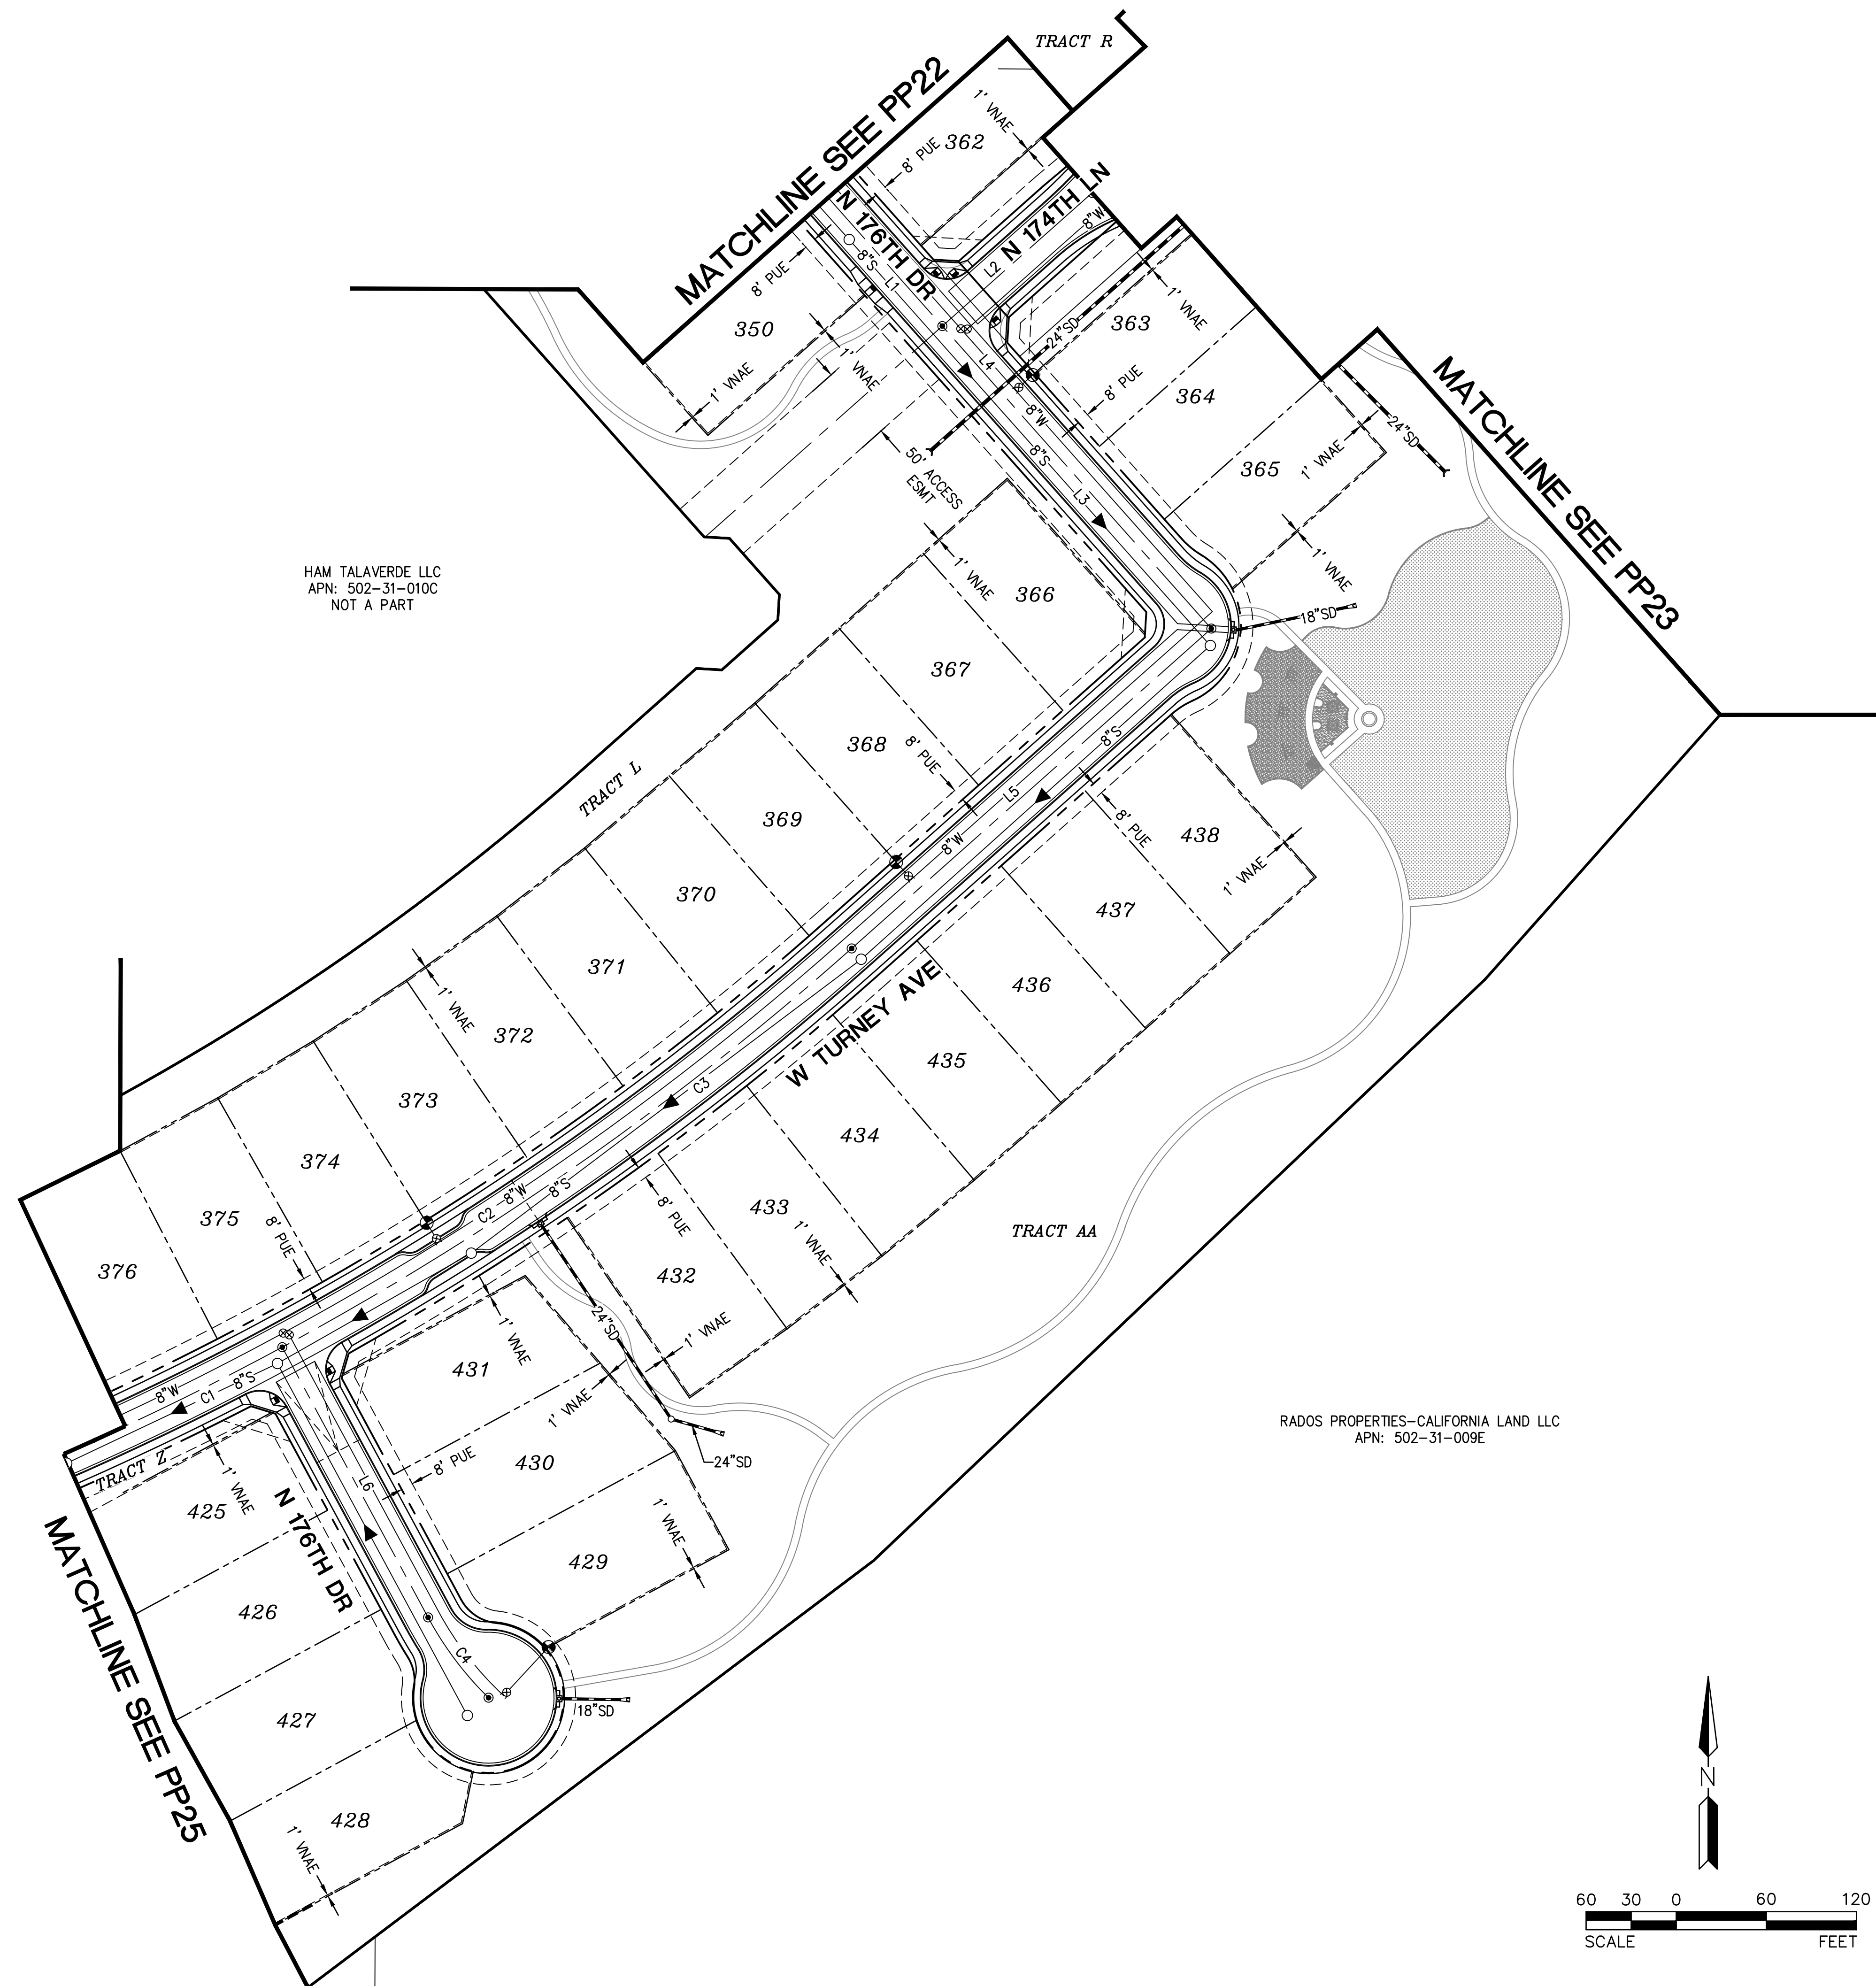 TRACT R
MATCHLINE SEE PP22
1' VNAE
362
8' PUE
N 174TH LN
8"W
N 176TH DR
L2
8"S
L1
8' PUE
350
1' VNAE
1' VNAE
1' VNAE
363
24"SD
L4
8' PUE
364
MATCHLINE SEE PP23
8"W
24"SD
8"S
365
1' VNAE
50' ACCESS
ESMT
L3
1' VNAE
HAM TALAVERDE LLC
APN: 502-31-010C
NOT A PART
1' VNAE
366
18"SD
367
368
8' PUE
8"S
TRACT L
L5
369
8' PUE
438
8"W
1' VNAE
370
437
371
436
W TURNEY AVE
1' VNAE
372
435
C3
373
434
374
8"W
8"S
C2
433
8' PUE
375
8' PUE
1' VNAE
TRACT AA
376
432
24"SD
1' VNAE
1' VNAE
431
8"W
C1
8"S
1' VNAE
RADOS PROPERTIES-CALIFORNIA LAND LLC
APN: 502-31-009E
8' PUE
430
24"SD
TRACT Z
L6
1' VNAE
425
N 176TH DR
1' VNAE
429
MATCHLINE SEE PP25
426
C4
427
18"SD
428
1' VNAE
N
60 30 0 60 120
SCALE FEET